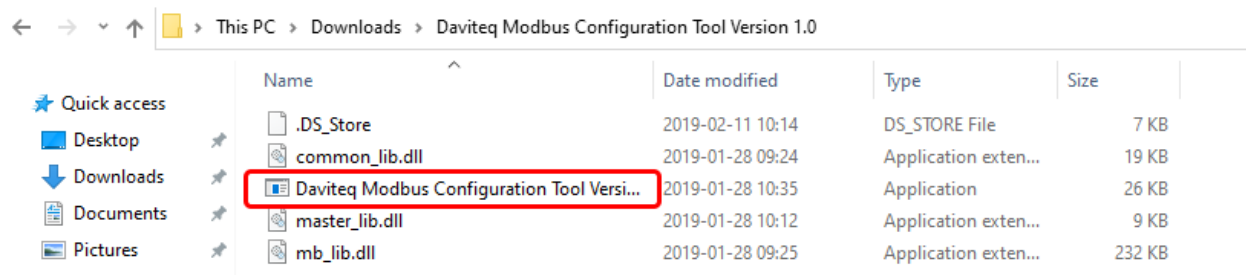 This PC > Downloads > Daviteq Modbus Configuration Tool Version 1.0
Name Date modified Type Size
Quick access
Desktop
Downloads
Documents
Pictures
.DS_Store 2019-02-11 10:14 DS_STORE File 7 KB
common_lib.dll 2019-01-28 09:24 Application exten... 19 KB
Daviteq Modbus Configuration Tool Versi... 2019-01-28 10:35 Application 26 KB
master_lib.dll 2019-01-28 10:12 Application exten... 9 KB
mb_lib.dll 2019-01-28 09:25 Application exten... 232 KB